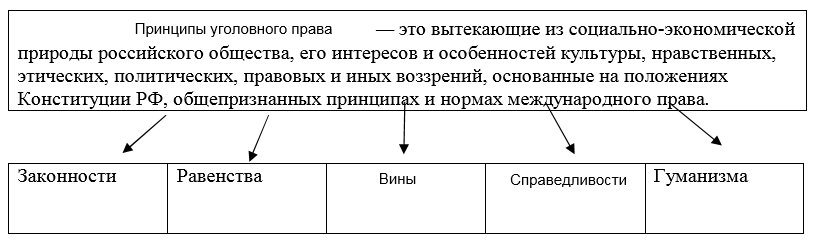 Принципы уголовного права — это вытекающие из социально-экономической
природы российского общества, его интересов и особенностей культуры, нравственных,
этических, политических, правовых и иных воззрений, основанные на положениях
Конституции РФ, общепризнанных принципах и нормах международного права.
Законности Равенства Вины Справедливости Гуманизма